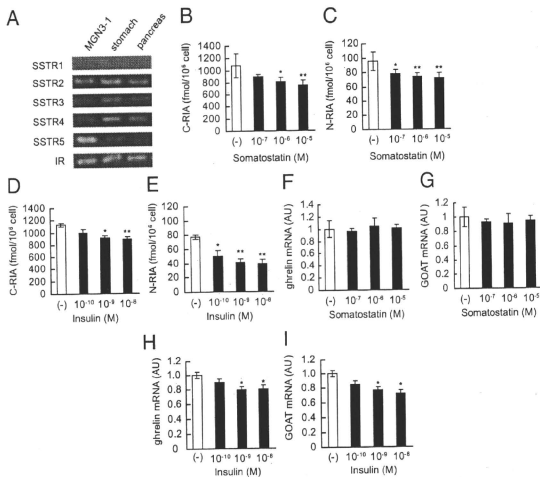 A
MGN3-1 stomach pancreas
SSTR1
SSTR2
SSTR3
SSTR4
SSTR5
IR
B
C-RIA (fmol/10⁶ cell)
1400
1200
1000
800
600
400
200
0
(-) 10⁻⁷ 10⁻⁶ 10⁻⁵
* **
Somatostatin (M)
C
N-RIA (fmol/10⁶ cell)
120
100
80
60
40
20
0
(-) 10⁻⁷ 10⁻⁶ 10⁻⁵
* ** **
Somatostatin (M)
D
C-RIA (fmol/10⁶ cell)
1400
1200
1000
800
600
400
200
0
(-) 10⁻¹⁰ 10⁻⁹ 10⁻⁸
* **
Insulin (M)
E
N-RIA (fmol/10⁶ cell)
100
80
60
40
20
0
(-) 10⁻¹⁰ 10⁻⁹ 10⁻⁸
* ** **
Insulin (M)
F
ghrelin mRNA (AU)
1.4
1.2
1
0.8
0.6
0.4
0.2
0
(-) 10⁻⁷ 10⁻⁶ 10⁻⁵
Somatostatin (M)
G
GOAT mRNA (AU)
1.2
1
0.8
0.6
0.4
0.2
0
(-) 10⁻⁷ 10⁻⁶ 10⁻⁵
Somatostatin (M)
H
ghrelin mRNA (AU)
1.4
1.2
1.0
0.8
0.6
0.4
0.2
0
(-) 10⁻¹⁰ 10⁻⁹ 10⁻⁸
* *
Insulin (M)
I
GOAT mRNA (AU)
1.2
1
0.8
0.6
0.4
0.2
0
(-) 10⁻¹⁰ 10⁻⁹ 10⁻⁸
* *
Insulin (M)